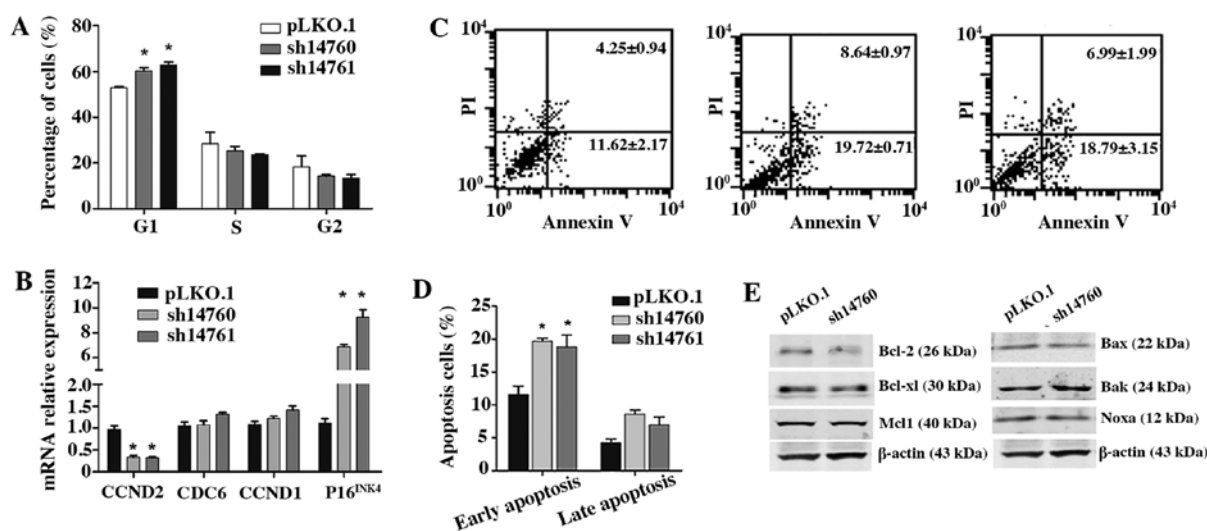 A
Percentage of cells (%)
80
60
40
20
0
pLKO.1
sh14760
sh14761
* *
G1 S G2
B
mRNA relative expression
12
10
8
6
1.5
1.0
0.5
0
pLKO.1
sh14760
sh14761
* *
* *
CCND2 CDC6 CCND1 P16INK4
C
PI
10⁴
10⁰
4.25±0.94
11.62±2.17
10⁰ 10⁴
Annexin V
PI
10⁴
10⁰
8.64±0.97
19.72±0.71
10⁰ 10⁴
Annexin V
PI
10⁴
10⁰
6.99±1.99
18.79±3.15
10⁰ 10⁴
Annexin V
D
Apoptosis cells (%)
25
20
15
10
5
0
pLKO.1
sh14760
sh14761
* *
Early apoptosis
Late apoptosis
E
pLKO.1
sh14760
Bcl-2 (26 kDa)
Bcl-xl (30 kDa)
Mcl1 (40 kDa)
β-actin (43 kDa)
pLKO.1
sh14760
Bax (22 kDa)
Bak (24 kDa)
Noxa (12 kDa)
β-actin (43 kDa)